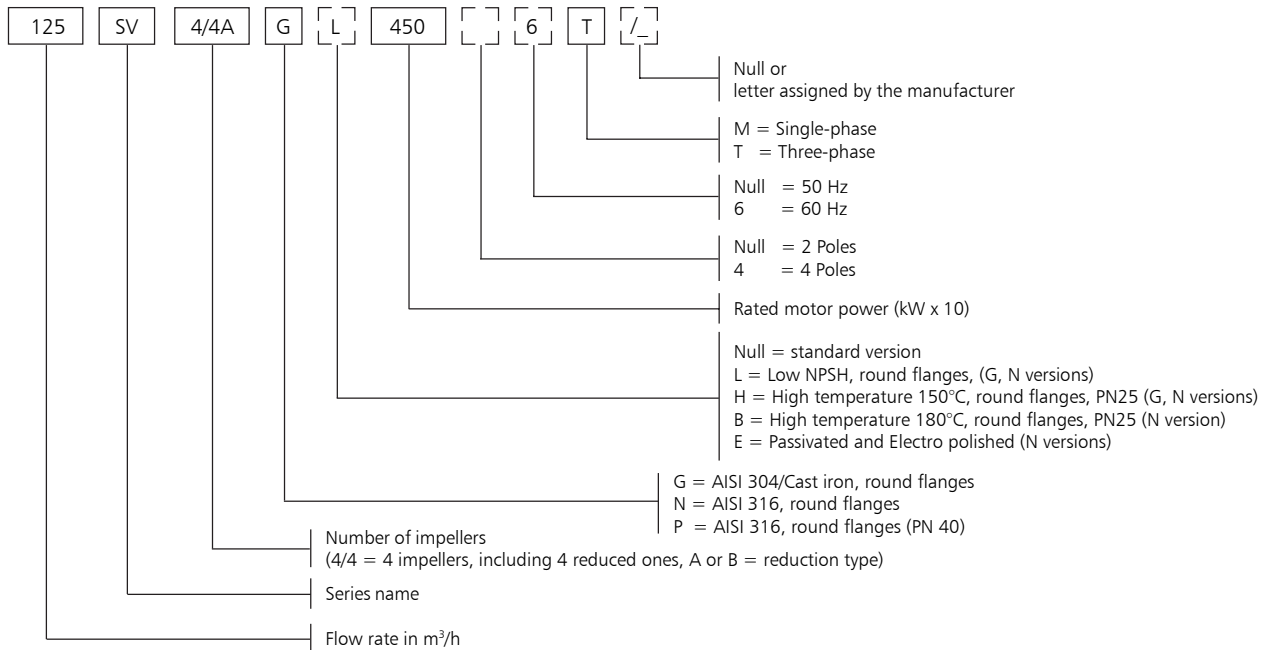 125 SV 4/4A G L 450 6 T /_
Null or
letter assigned by the manufacturer
M = Single-phase
T = Three-phase
Null = 50 Hz
6 = 60 Hz
Null = 2 Poles
4 = 4 Poles
Rated motor power (kW x 10)
Null = standard version
L = Low NPSH, round flanges, (G, N versions)
H = High temperature 150°C, round flanges, PN25 (G, N versions)
B = High temperature 180°C, round flanges, PN25 (N version)
E = Passivated and Electro polished (N versions)
G = AISI 304/Cast iron, round flanges
N = AISI 316, round flanges
P = AISI 316, round flanges (PN 40)
Number of impellers
(4/4 = 4 impellers, including 4 reduced ones, A or B = reduction type)
Series name
Flow rate in m³/h